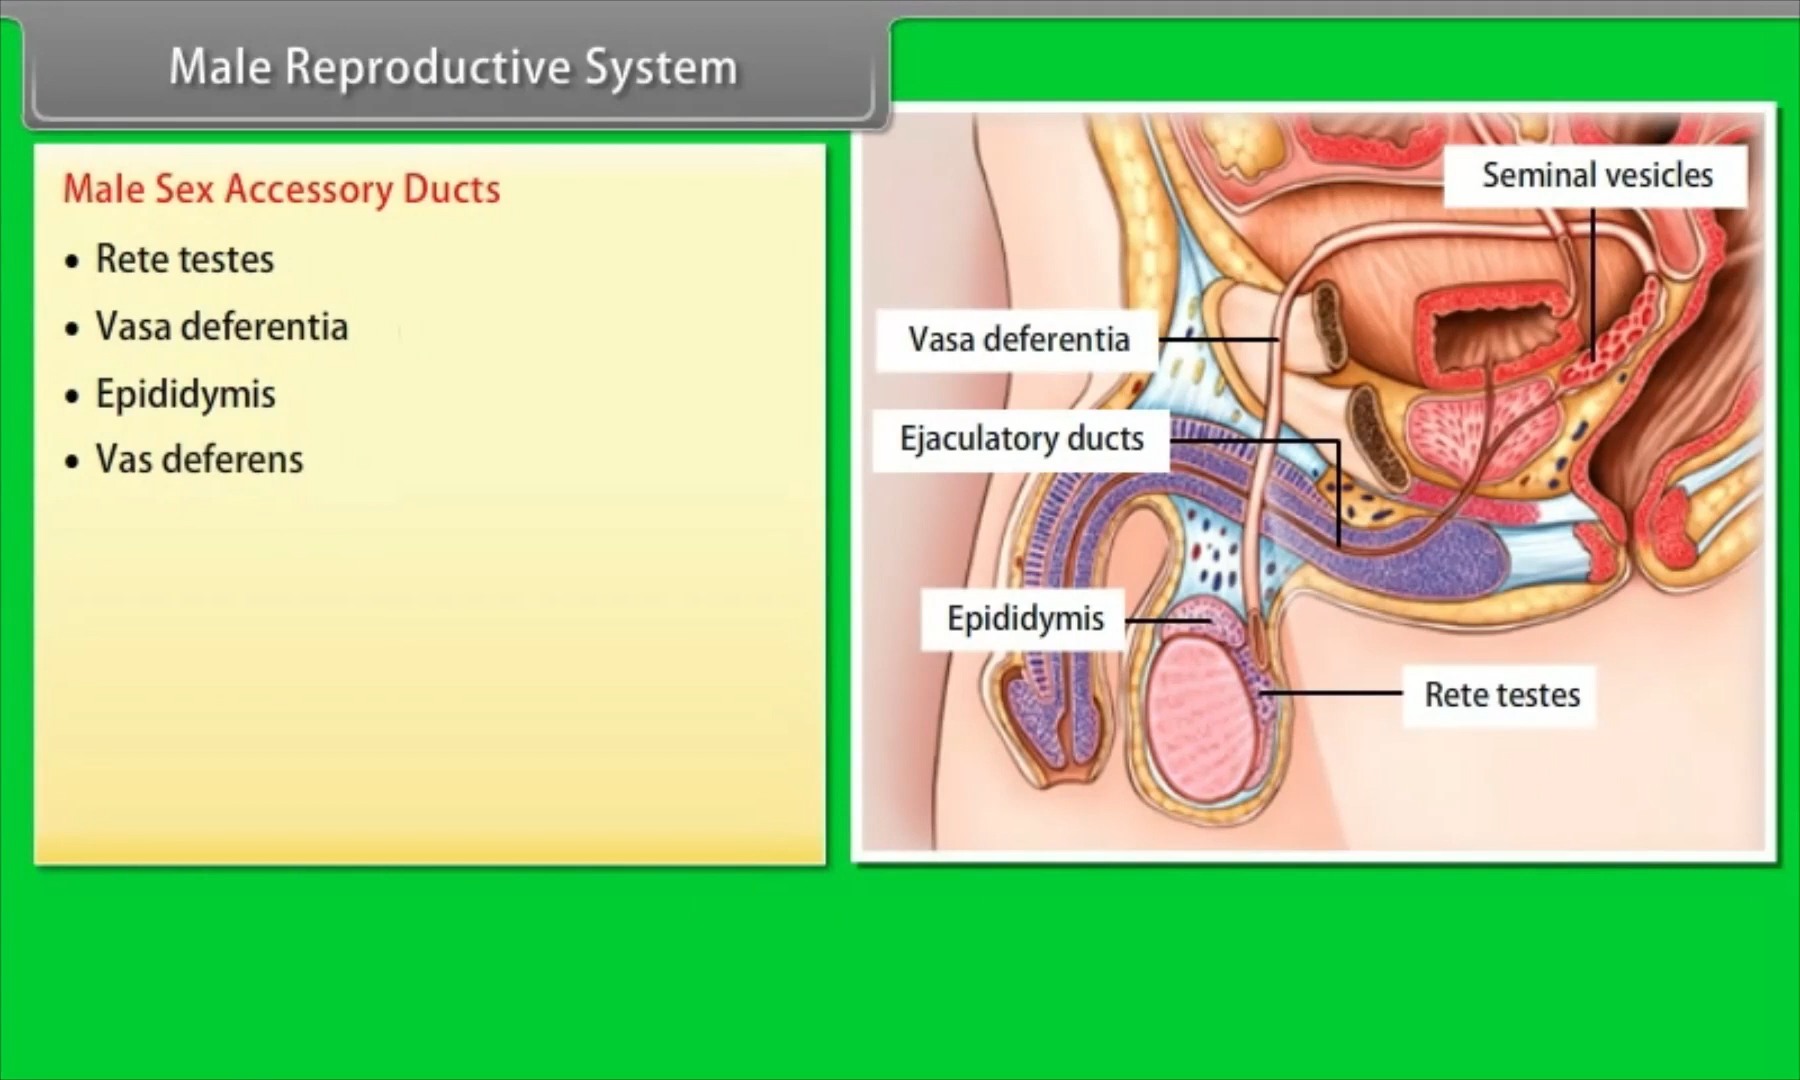 Male Reproductive System
Male Sex Accessory Ducts
• Rete testes
• Vasa deferentia
• Epididymis
• Vas deferens
Seminal vesicles
Vasa deferentia
Ejaculatory ducts
Epididymis
Rete testes